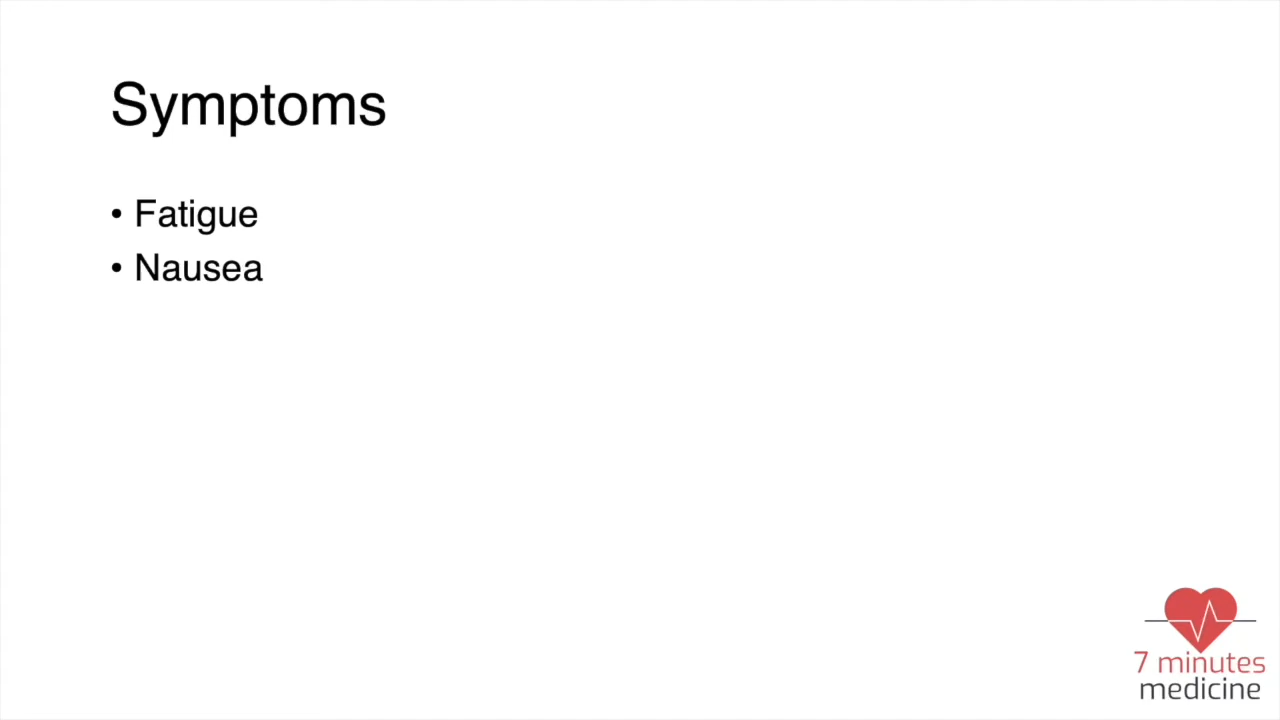 Symptoms
• Fatigue
• Nausea
7 minutes
medicine